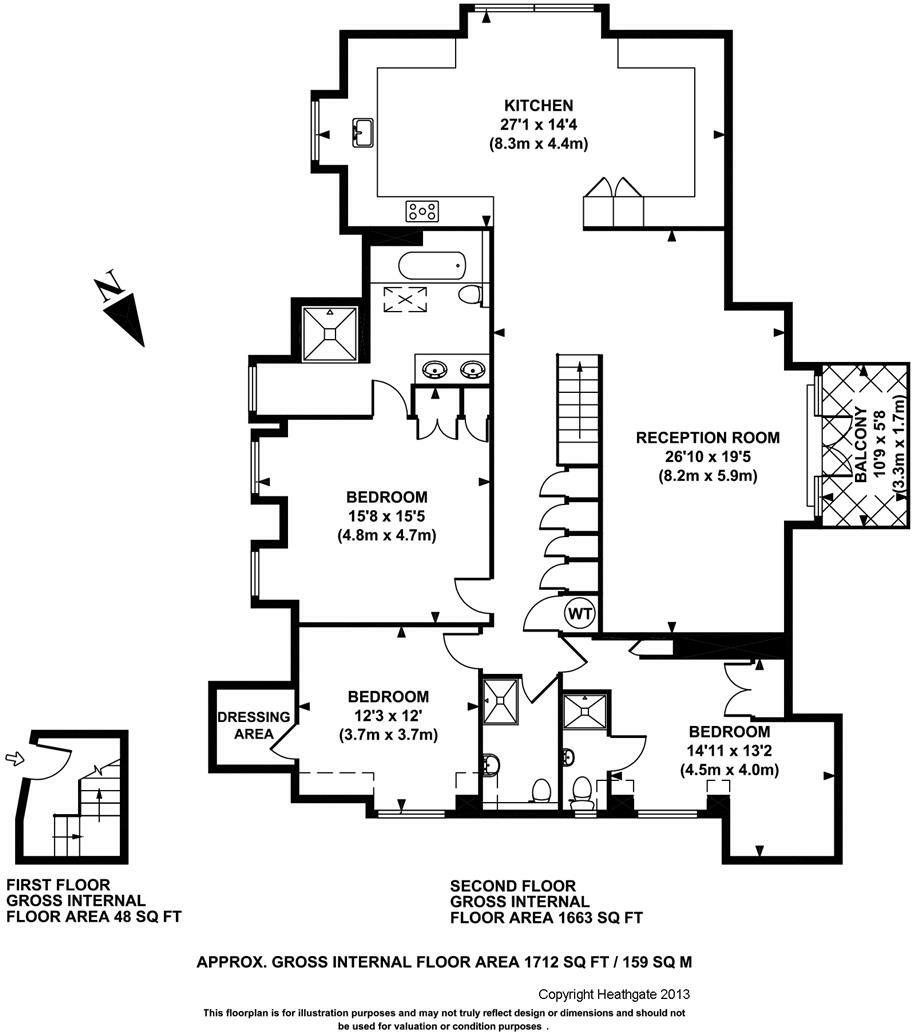 KITCHEN
27'1 x 14'4
(8.3m x 4.4m)
N
RECEPTION ROOM
26'10 x 19'5
(8.2m x 5.9m)
BALCONY
10'9 x 5'8
(3.3m x 1.7m)
BEDROOM
15'8 x 15'5
(4.8m x 4.7m)
WT
BEDROOM
12'3 x 12'
(3.7m x 3.7m)
DRESSING
AREA
BEDROOM
14'11 x 13'2
(4.5m x 4.0m)
FIRST FLOOR
GROSS INTERNAL
FLOOR AREA 48 SQ FT
SECOND FLOOR
GROSS INTERNAL
FLOOR AREA 1663 SQ FT
APPROX. GROSS INTERNAL FLOOR AREA 1712 SQ FT / 159 SQ M
Copyright Heathgate 2013
This floorplan is for illustration purposes and may not truly reflect design or dimensions and should not
be used for valuation or condition purposes .